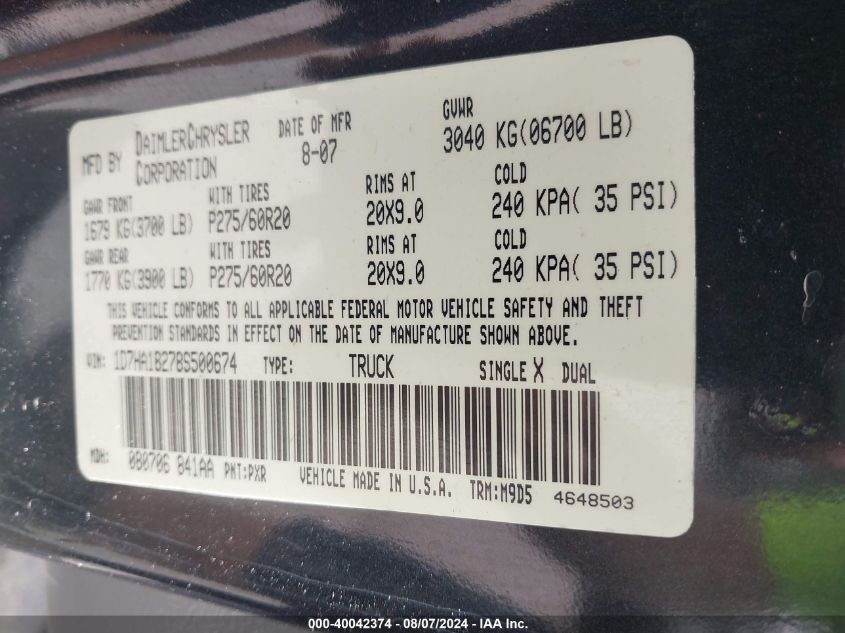 MFD BY DAIMLERCHRYSLER CORPORATION
DATE OF MFR 8-07
GVWR 3040 KG(06700 LB)
GAWR FRONT WITH TIRES RIMS AT COLD
1679 KG(3700 LB) P275/60R20 20X9.0 240 KPA( 35 PSI)
GAWR REAR WITH TIRES RIMS AT COLD
1770 KG(3900 LB) P275/60R20 20X9.0 240 KPA( 35 PSI)
THIS VEHICLE CONFORMS TO ALL APPLICABLE FEDERAL MOTOR VEHICLE SAFETY AND THEFT
PREVENTION STANDARDS IN EFFECT ON THE DATE OF MANUFACTURE SHOWN ABOVE.
VIN: 1D7HA18278S500674 TYPE: TRUCK SINGLE X DUAL
MDH: 080706 841AA PNT:PXR VEHICLE MADE IN U.S.A. TRM:M9D5 4648503
000-40042374 - 08/07/2024 - IAA Inc.